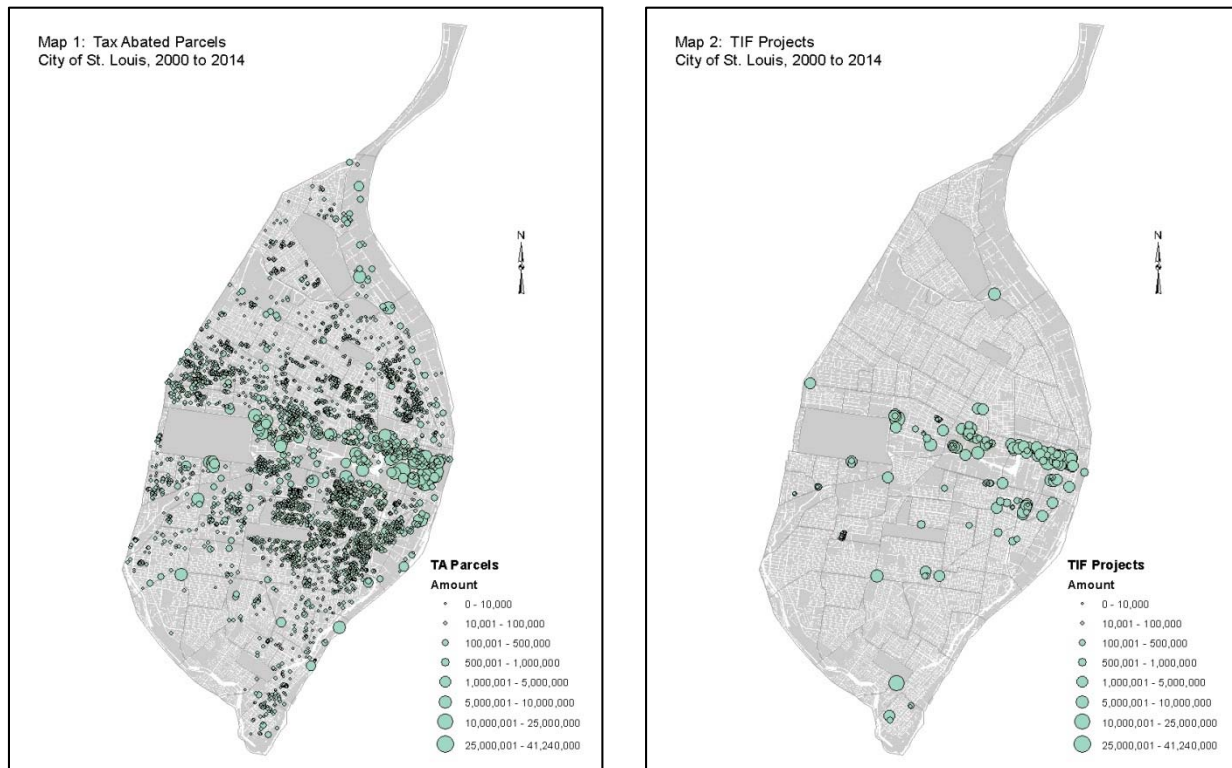 Map 1: Tax Abated Parcels
City of St. Louis, 2000 to 2014
N
TA Parcels
Amount
0 - 10,000
10,001 - 100,000
100,001 - 500,000
500,001 - 1,000,000
1,000,001 - 5,000,000
5,000,001 - 10,000,000
10,000,001 - 25,000,000
25,000,001 - 41,240,000
Map 2: TIF Projects
City of St. Louis, 2000 to 2014
N
TIF Projects
Amount
0 - 10,000
10,001 - 100,000
100,001 - 500,000
500,001 - 1,000,000
1,000,001 - 5,000,000
5,000,001 - 10,000,000
10,000,001 - 25,000,000
25,000,001 - 41,240,000